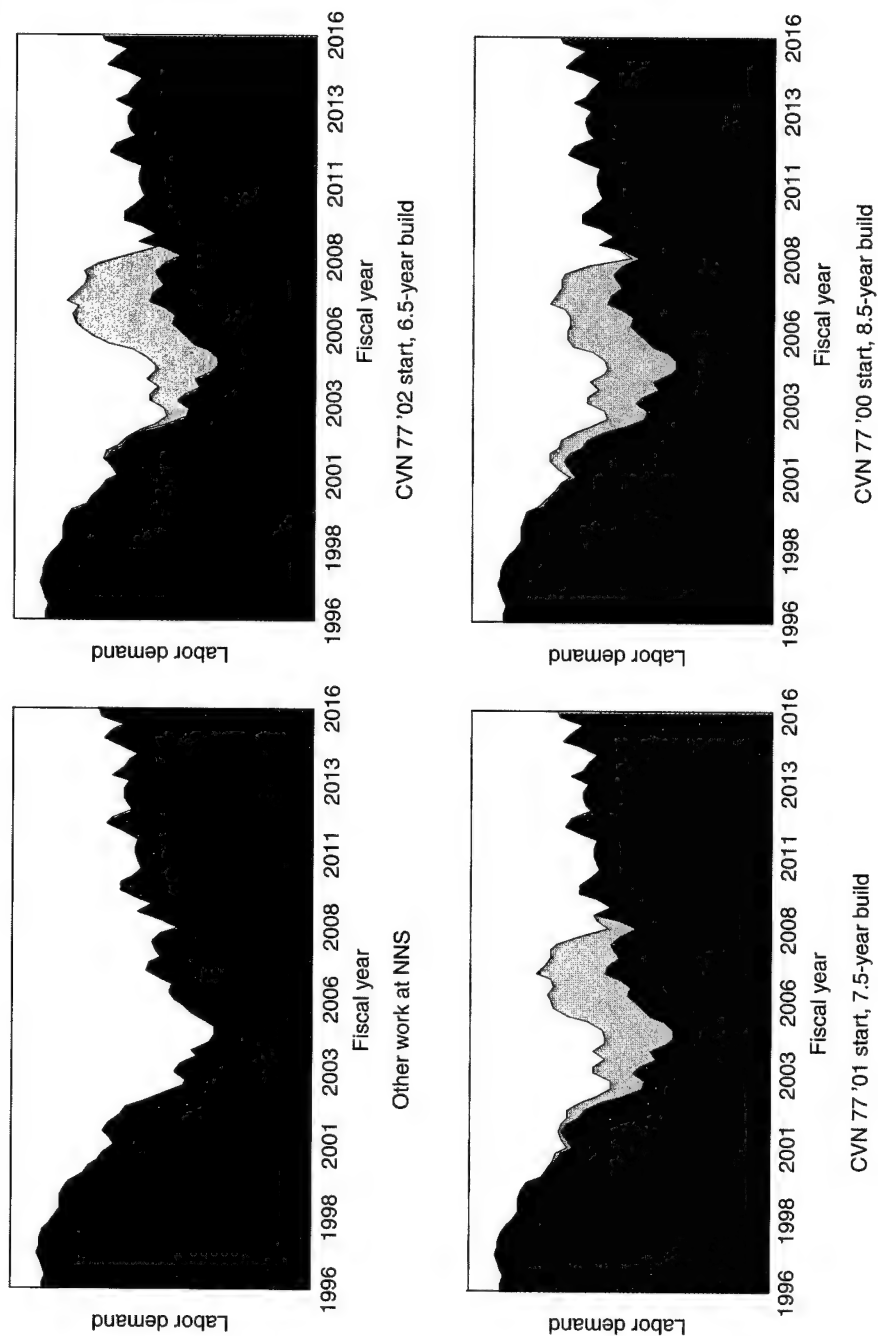 Labor demand
1996 1998 2001 2003 2006 2008 2011 2013 2016
Fiscal year
Other work at NNS
Labor demand
1996 1998 2001 2003 2006 2008 2011 2013 2016
Fiscal year
CVN 77 '02 start, 6.5-year build
Labor demand
1996 1998 2001 2003 2006 2008 2011 2013 2016
Fiscal year
CVN 77 '01 start, 7.5-year build
Labor demand
1996 1998 2001 2003 2006 2008 2011 2013 2016
Fiscal year
CVN 77 '00 start, 8.5-year build